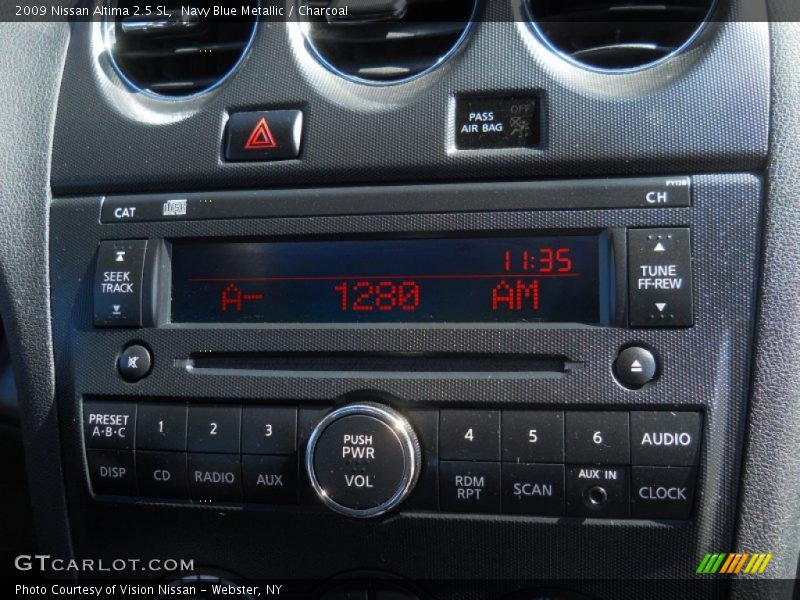 2009 Nissan Altima 2.5 SL, Navy Blue Metallic / Charcoal
PASS
AIR BAG
OFF
CAT
CH
SEEK
TRACK
11:35
A- 1280 AM
TUNE
FF-REW
PRESET
A·B·C
1
2
3
PUSH
PWR
VOL
4
5
6
AUDIO
DISP
CD
RADIO
AUX
RDM
RPT
SCAN
AUX IN
CLOCK
GTCARLOT.COM
Photo Courtesy of Vision Nissan - Webster, NY